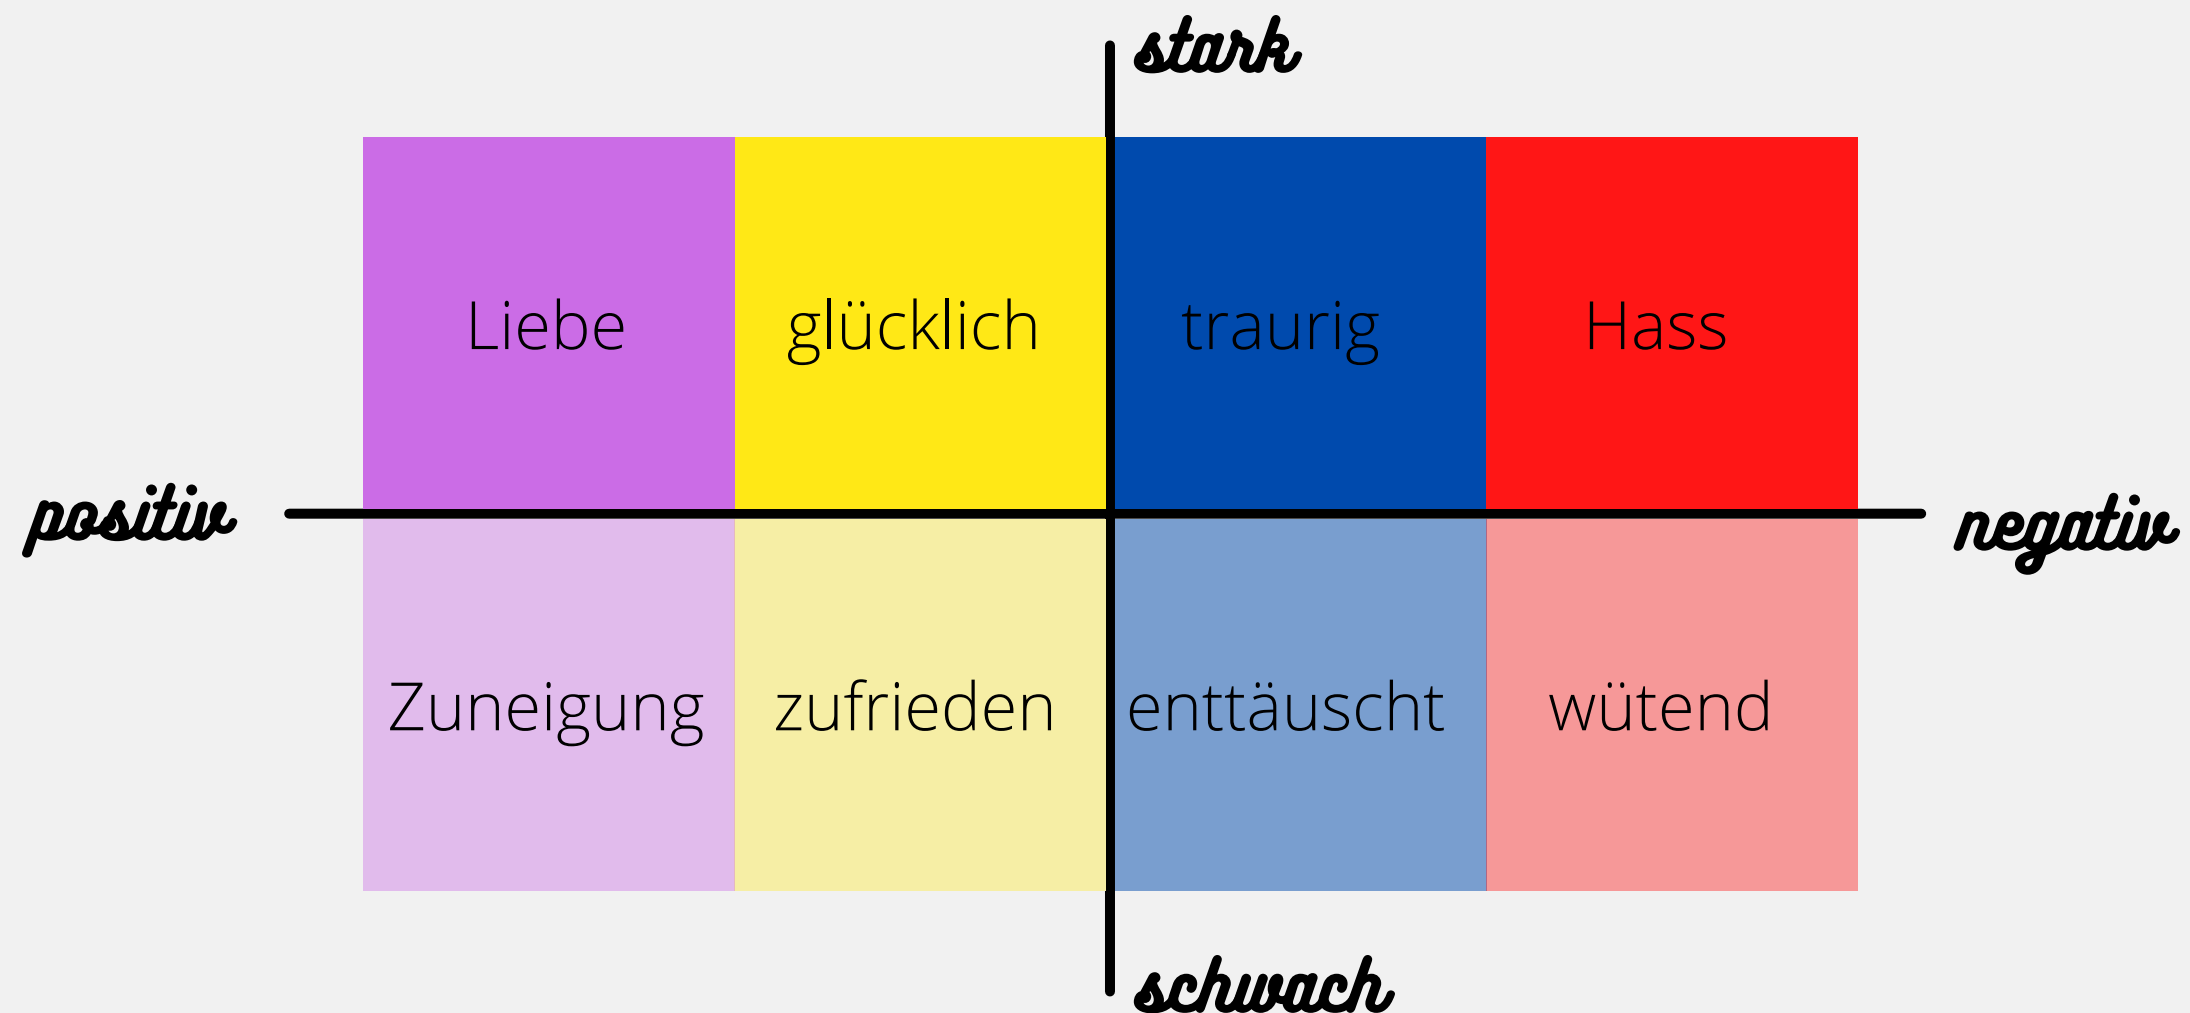 stark
Liebe glücklich traurig Hass
positiv negativ
Zuneigung zufrieden enttäuscht wütend
schwach